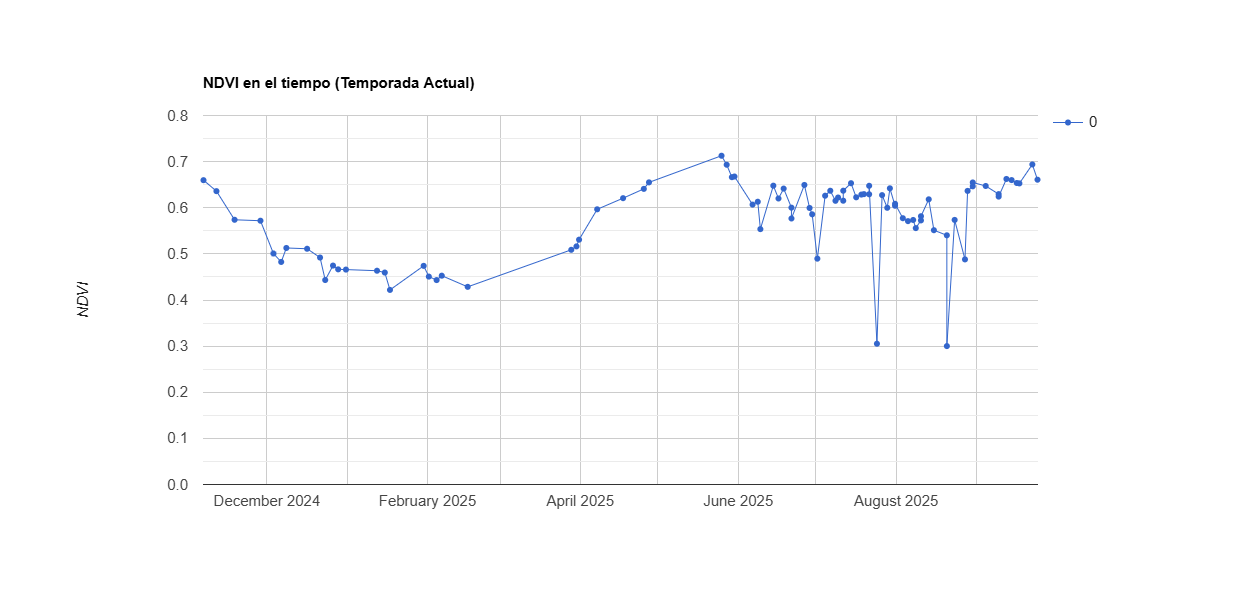 NDVI en el tiempo (Temporada Actual)
0.8
0.7
0.6
0.5
0.4
0.3
0.2
0.1
0.0
NDVI
December 2024
February 2025
April 2025
June 2025
August 2025
0